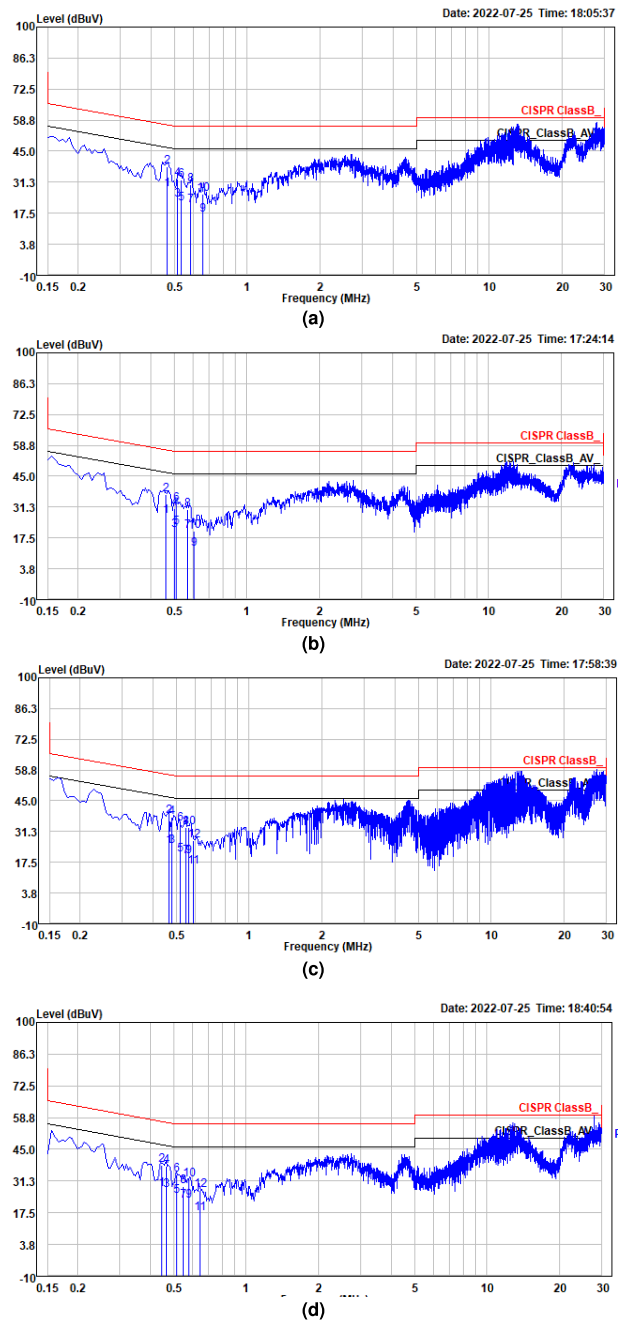 Level (dBuV) Date: 2022-07-25 Time: 18:05:37
100
86.3
72.5
CISPR ClassB_
58.8
CISPR_ClassB_AV_
45.0
31.3
17.5
3.8
-10
0.15 0.2 0.5 1 2 5 10 20 30
Frequency (MHz)
(a)
Level (dBuV) Date: 2022-07-25 Time: 17:24:14
100
86.3
72.5
CISPR ClassB_
58.8
CISPR_ClassB_AV_
45.0
31.3
17.5
3.8
-10
0.15 0.2 0.5 1 2 5 10 20 30
Frequency (MHz)
(b)
Level (dBuV) Date: 2022-07-25 Time: 17:58:39
100
86.3
72.5
CISPR ClassB_
58.8
45.0
31.3
17.5
3.8
-10
0.15 0.2 0.5 1 2 5 10 20 30
Frequency (MHz)
(c)
Level (dBuV) Date: 2022-07-25 Time: 18:40:54
100
86.3
72.5
CISPR ClassB_
58.8
CISPR_ClassB_AV_
45.0
31.3
17.5
3.8
-10
0.15 0.2 0.5 1 2 5 10 20 30
(d)